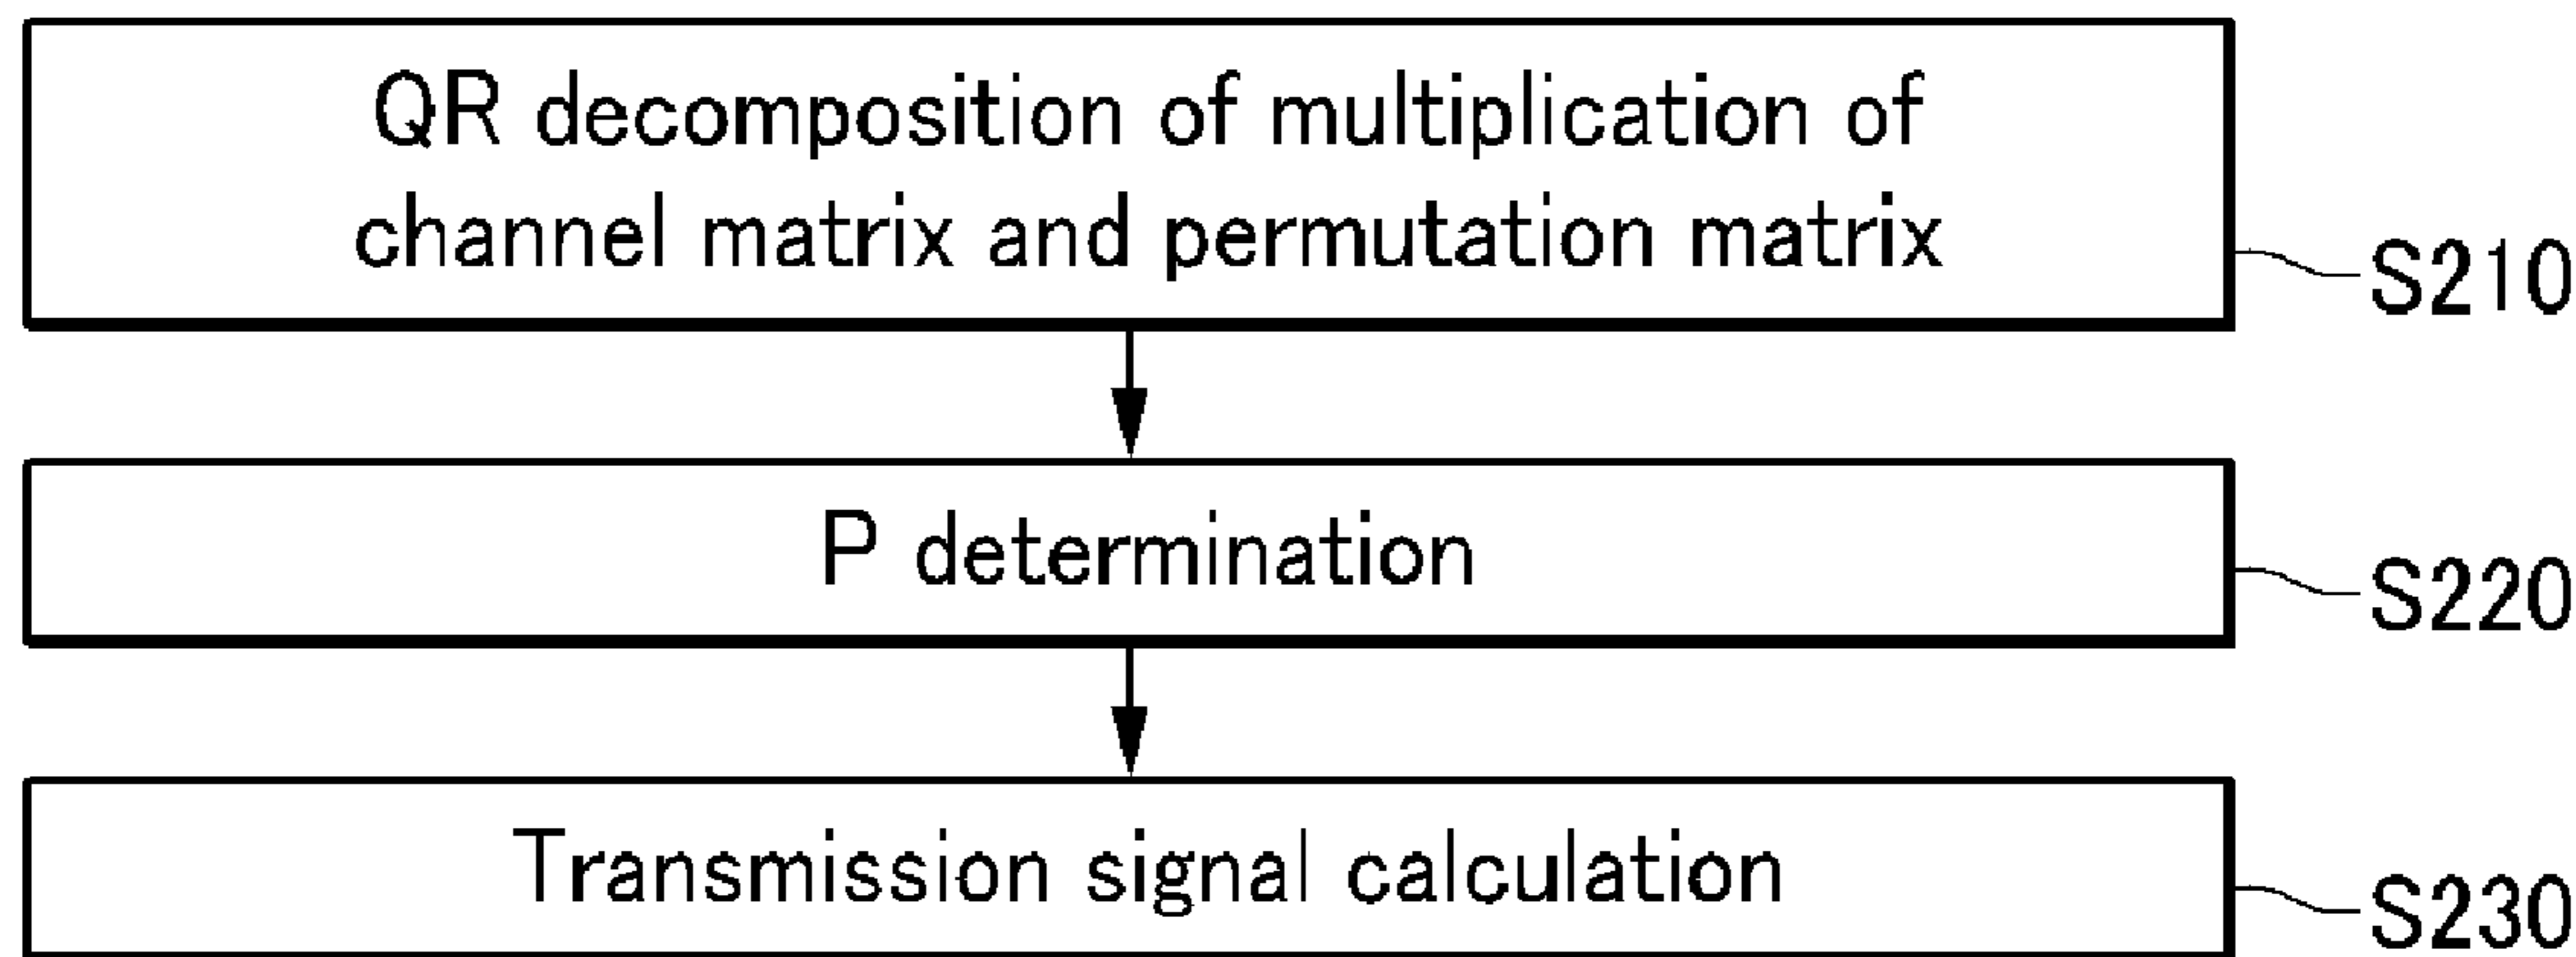 QR decomposition of multiplication of
channel matrix and permutation matrix
S210
P determination
S220
Transmission signal calculation
S230